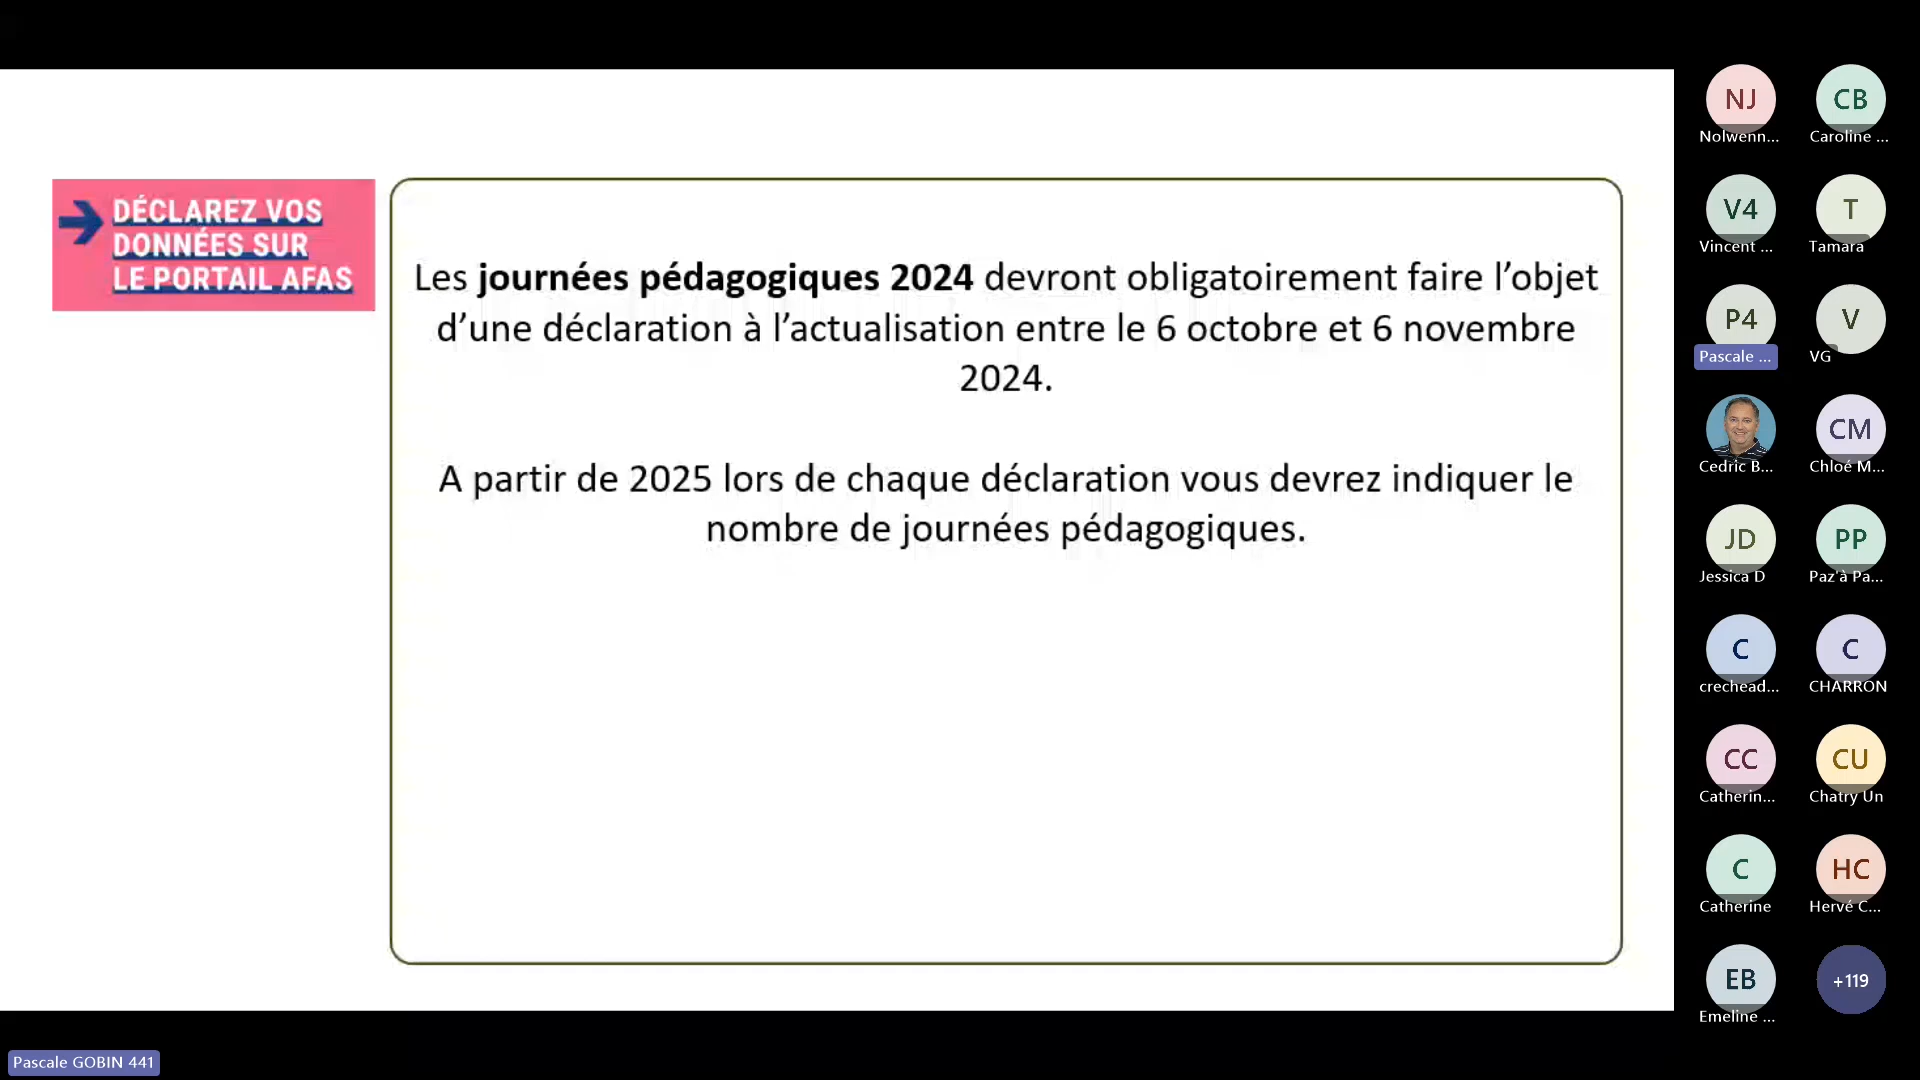 DÉCLAREZ VOS
DONNÉES SUR
LE PORTAIL AFAS
Les journées pédagogiques 2024 devront obligatoirement faire l’objet
d’une déclaration à l’actualisation entre le 6 octobre et 6 novembre
2024.
A partir de 2025 lors de chaque déclaration vous devrez indiquer le
nombre de journées pédagogiques.
NJ
Nolwenn...
CB
Caroline ...
V4
Vincent ...
T
Tamara
P4
Pascale ...
V
VG
Cedric B...
CM
Chloé M...
JD
Jessica D
PP
Paz'à Pa...
C
crechead...
C
CHARRON
CC
Catherin...
CU
Chatry Un
C
Catherine
HC
Hervé C...
EB
Emeline ...
+119
Pascale GOBIN 441